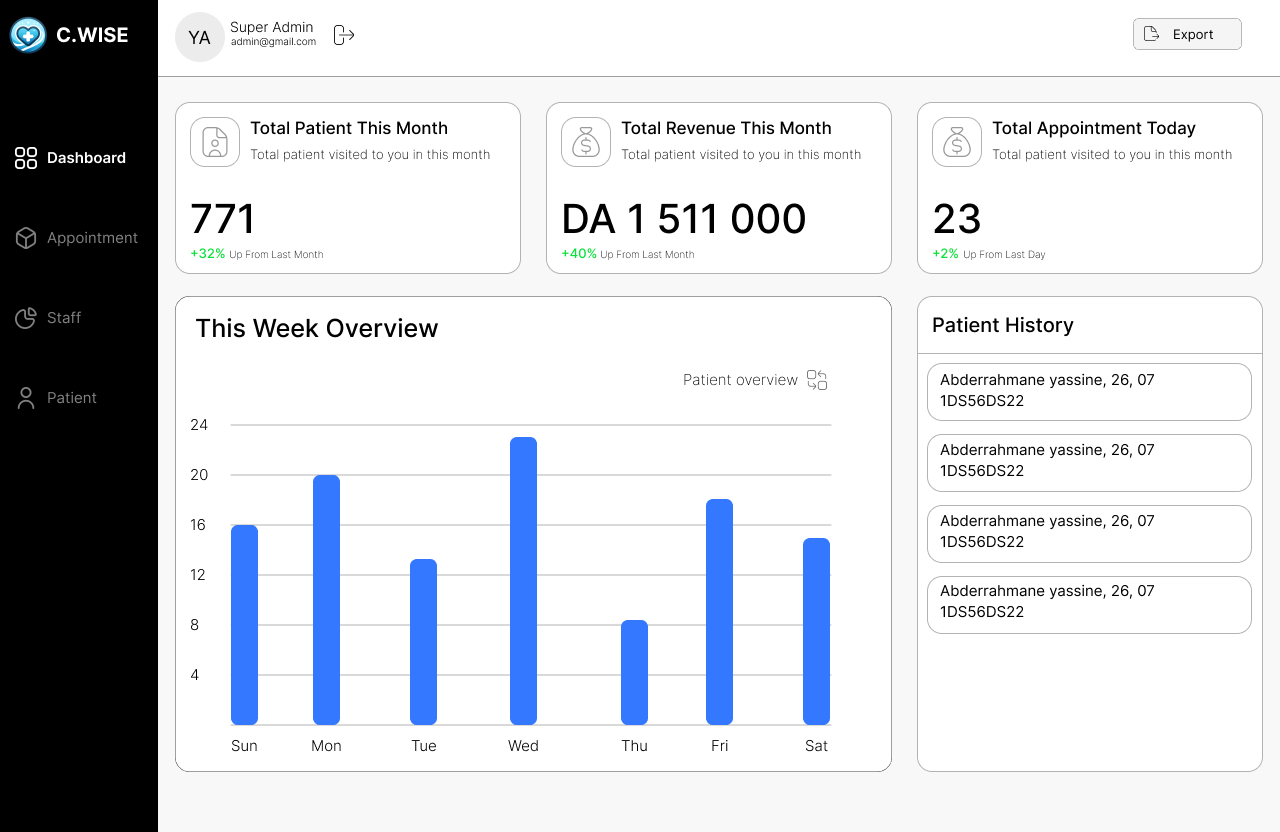 C.WISE
YA
Super Admin
admin@gmail.com
Export
Dashboard
Appointment
Staff
Patient
Total Patient This Month
Total patient visited to you in this month
771
+32% Up From Last Month
Total Revenue This Month
Total patient visited to you in this month
DA 1 511 000
+40% Up From Last Month
Total Appointment Today
Total patient visited to you in this month
23
+2% Up From Last Day
This Week Overview
Patient overview
24
20
16
12
8
4
Sun Mon Tue Wed Thu Fri Sat
Patient History
Abderrahmane yassine, 26, 07
1DS56DS22
Abderrahmane yassine, 26, 07
1DS56DS22
Abderrahmane yassine, 26, 07
1DS56DS22
Abderrahmane yassine, 26, 07
1DS56DS22